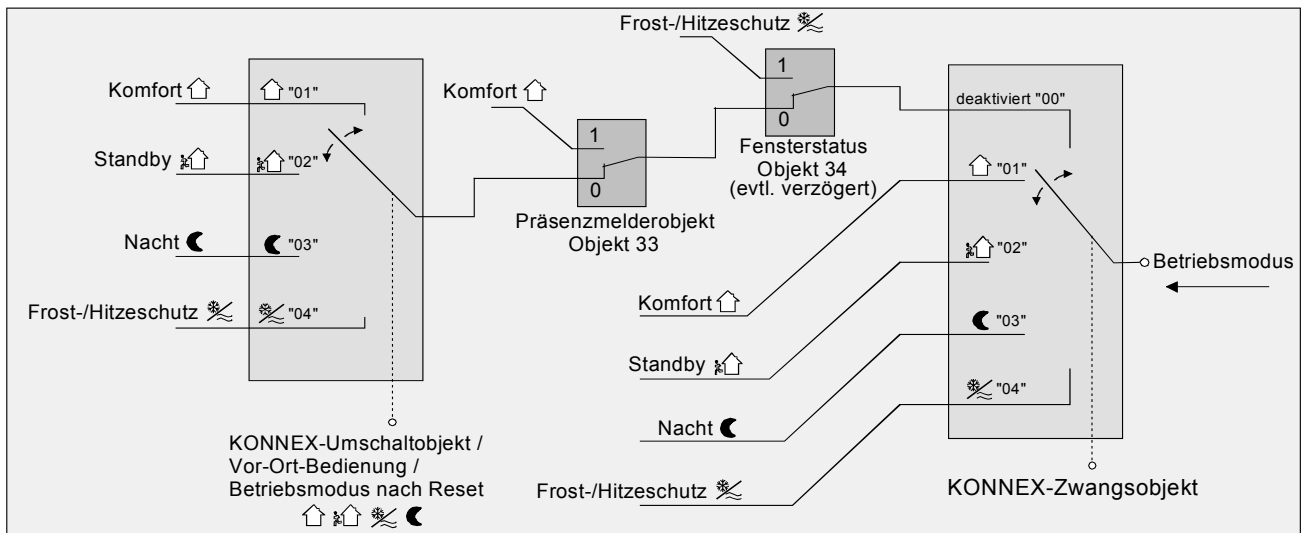 Frost-/Hitzeschutz
Komfort
"01"
Standby
"02"
Nacht
"03"
Frost-/Hitzeschutz
"04"
KONNEX-Umschaltobjekt /
Vor-Ort-Bedienung /
Betriebsmodus nach Reset
Komfort
1
0
Präsenzmelderobjekt
Objekt 33
1
0
Fensterstatus
Objekt 34
(evtl. verzögert)
deaktiviert "00"
"01"
"02"
"03"
"04"
Komfort
Standby
Nacht
Frost-/Hitzeschutz
Betriebsmodus
KONNEX-Zwangsobjekt